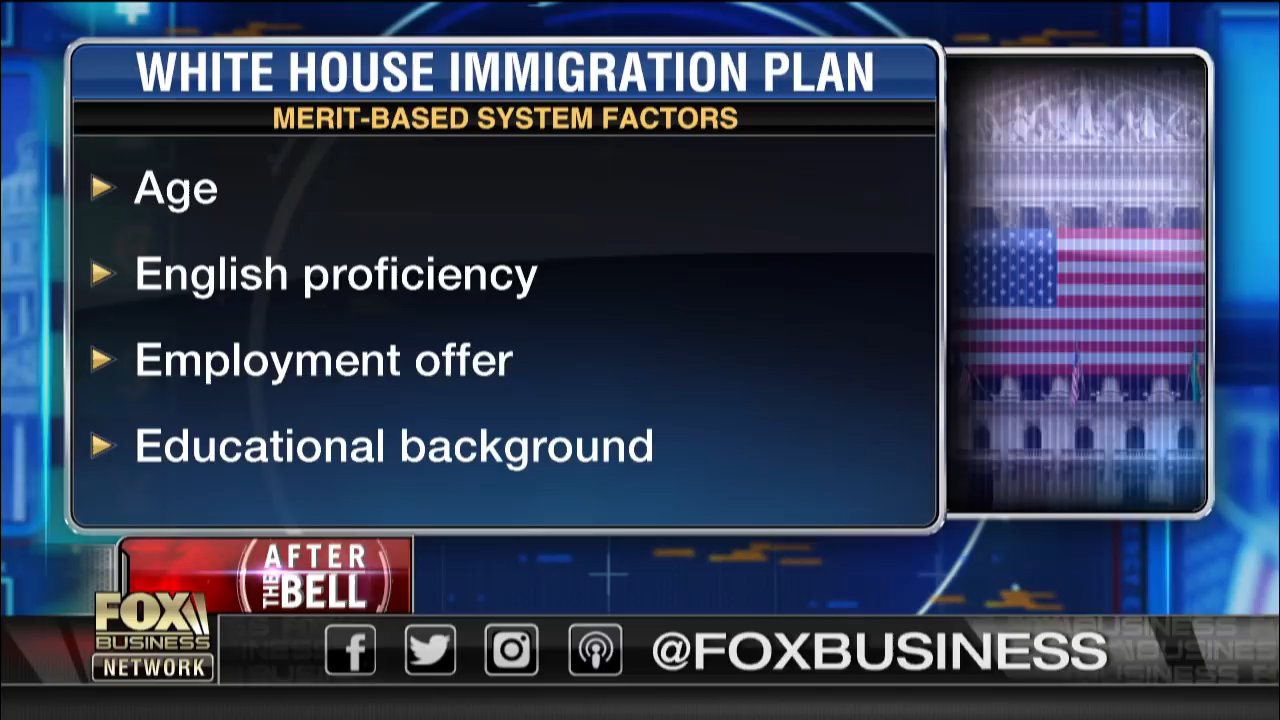 WHITE HOUSE IMMIGRATION PLAN
MERIT-BASED SYSTEM FACTORS
Age
English proficiency
Employment offer
Educational background
AFTER
THE BELL
FOX
BUSINESS
NETWORK
@FOXBUSINESS